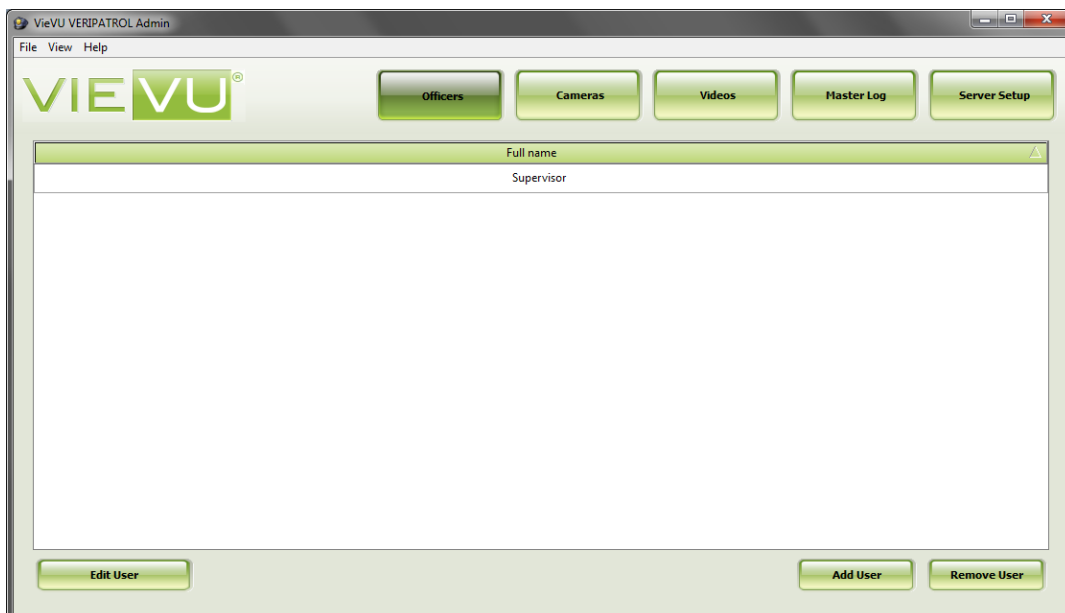 VieVU VERIPATROL Admin
File View Help
VIEVU®
Officers Cameras Videos Master Log Server Setup
Full name
Supervisor
Edit User Add User Remove User